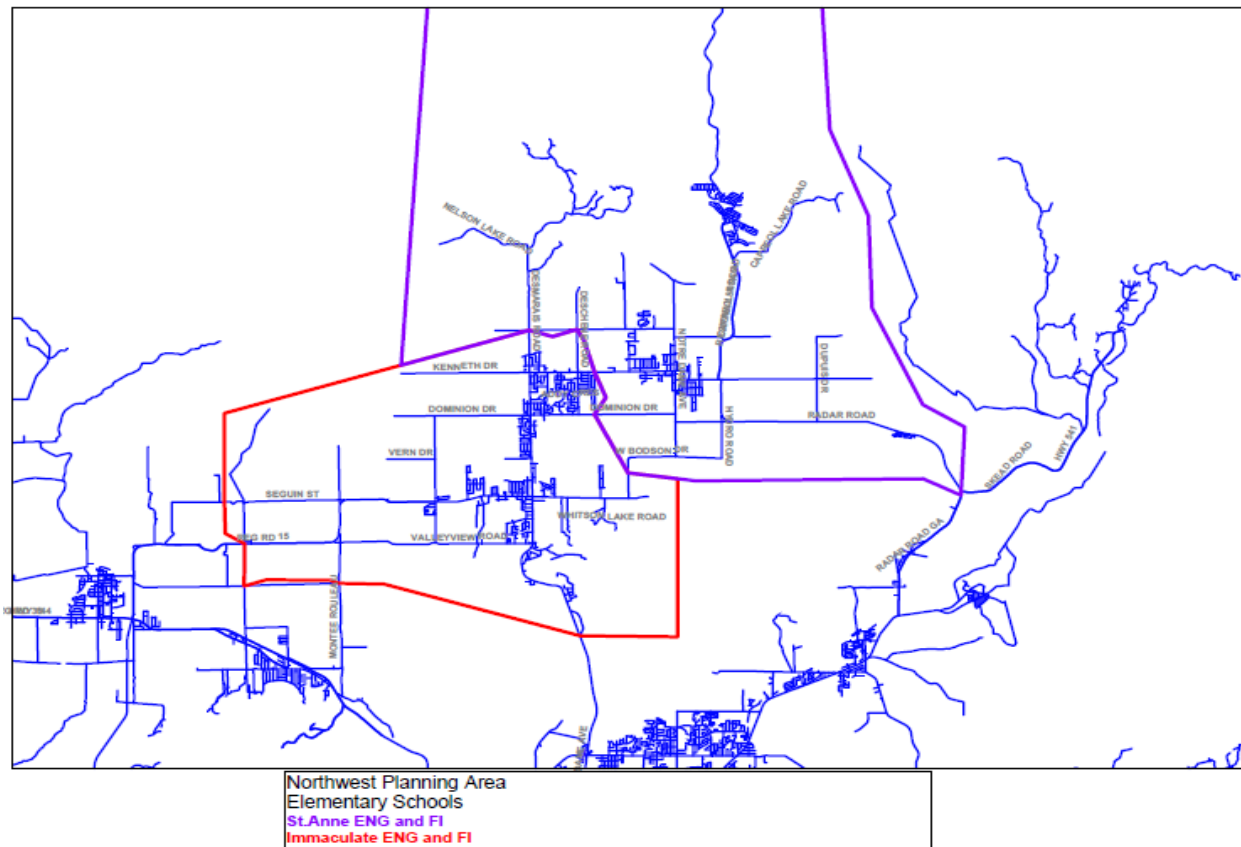 NELSON LAKE ROAD
CAPREOL LAKE ROAD
DESMARAIS ROAD
KENNETH DR
DUPUIS DR
DOMINION DR
DOMINION DR
RADAR ROAD
HYDRO ROAD
VERN DR
W BODSON DR
SKEAD ROAD
HWY 541
SEGUIN ST
WHITSON LAKE ROAD
REG RD 15
VALLEYVIEW ROAD
RADAR ROAD GA
MONTEE ROULEAU
Northwest Planning Area
Elementary Schools
St.Anne ENG and FI
Immaculate ENG and FI